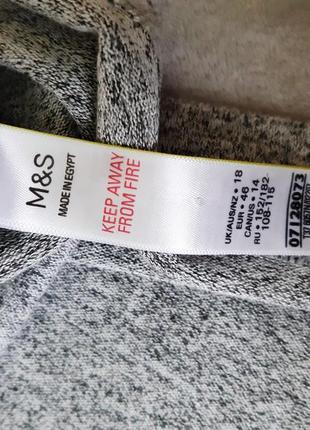 M&S
MADE IN EGYPT
KEEP AWAY
FROM FIRE
UK/AUS/NZ • 18
EUR • 46
CAN/US • 14
RU • 152/182-
108-115
07128073